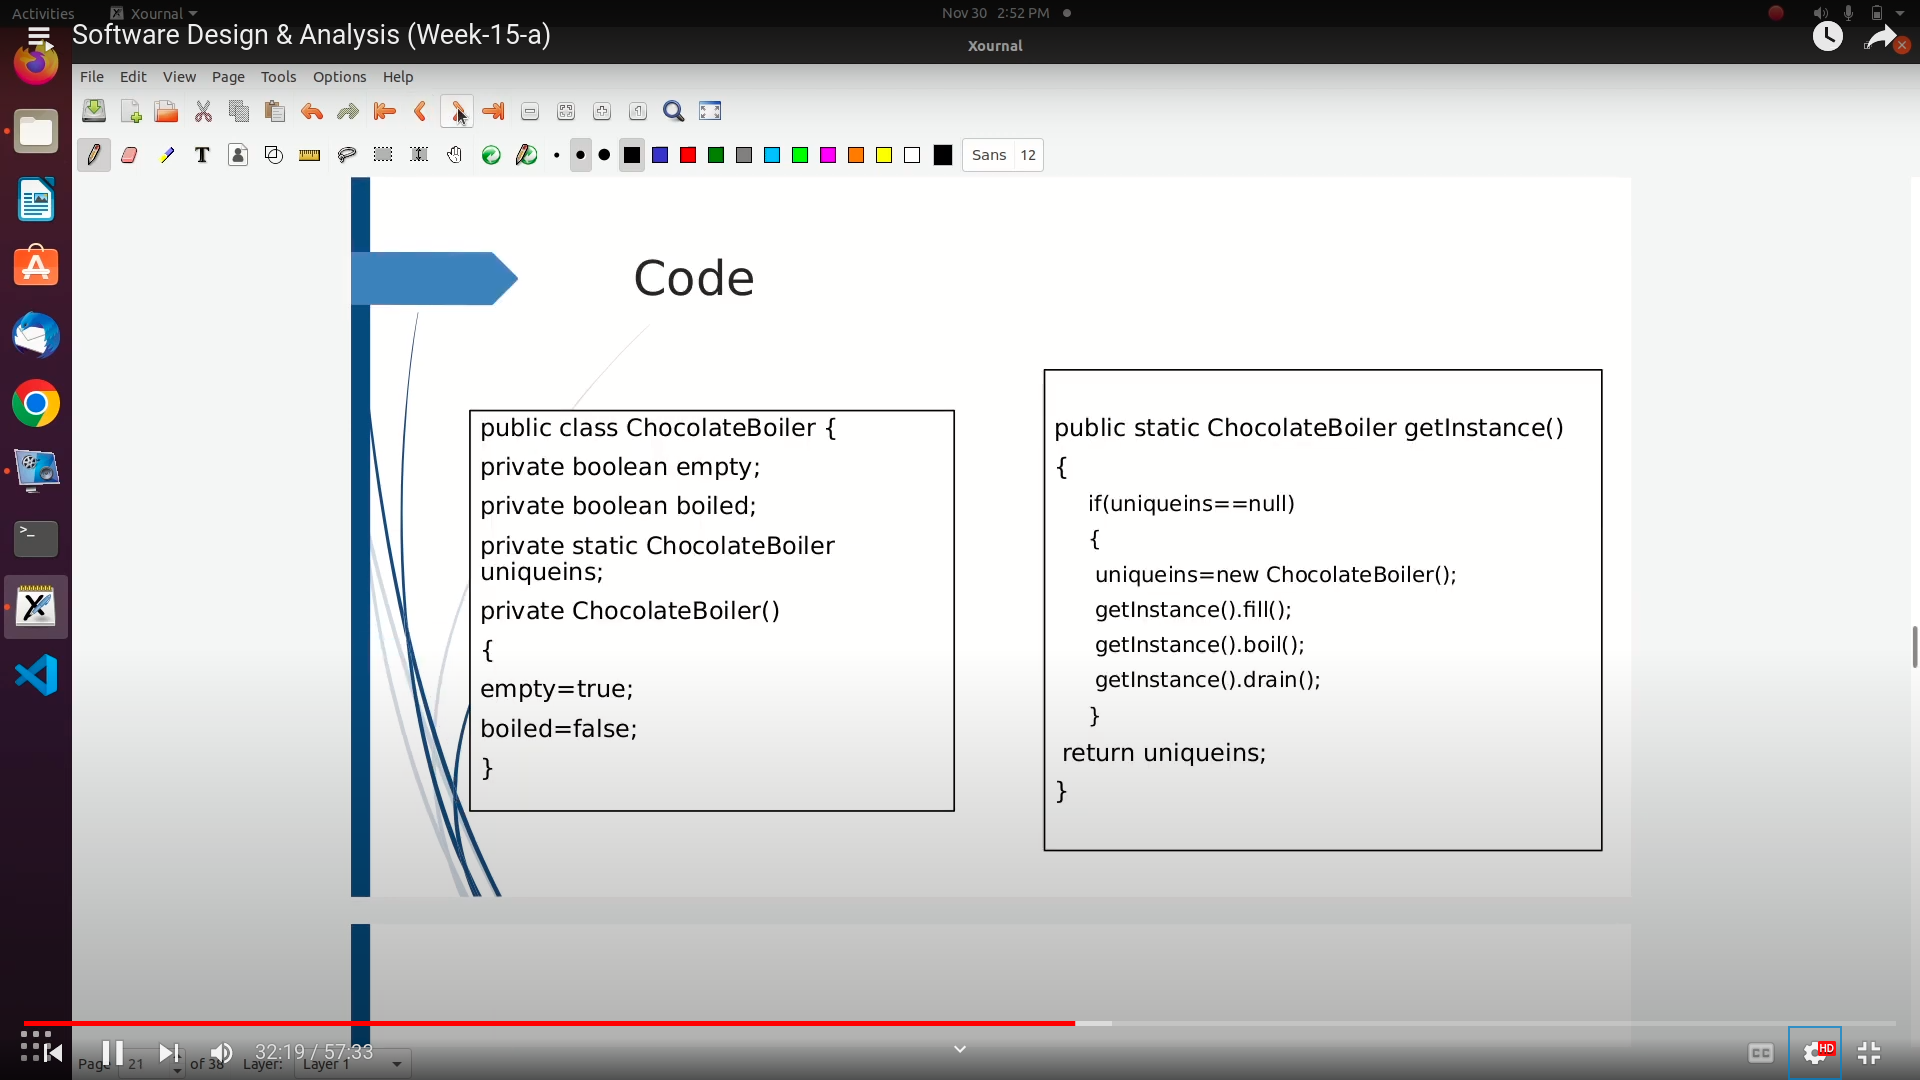 Activities
Xournal
Nov 30 2:52 PM
Software Design & Analysis (Week-15-a)
Xournal
File Edit View Page Tools Options Help
T
Sans 12
Code
public class ChocolateBoiler {
private boolean empty;
private boolean boiled;
private static ChocolateBoiler
uniqueins;
private ChocolateBoiler()
{
empty=true;
boiled=false;
}
public static ChocolateBoiler getInstance()
{
if(uniqueins==null)
{
uniqueins=new ChocolateBoiler();
getInstance().fill();
getInstance().boil();
getInstance().drain();
}
return uniqueins;
}
32:19 / 57:33
CC
HD
Page 21 of 38 Layer: Layer 1